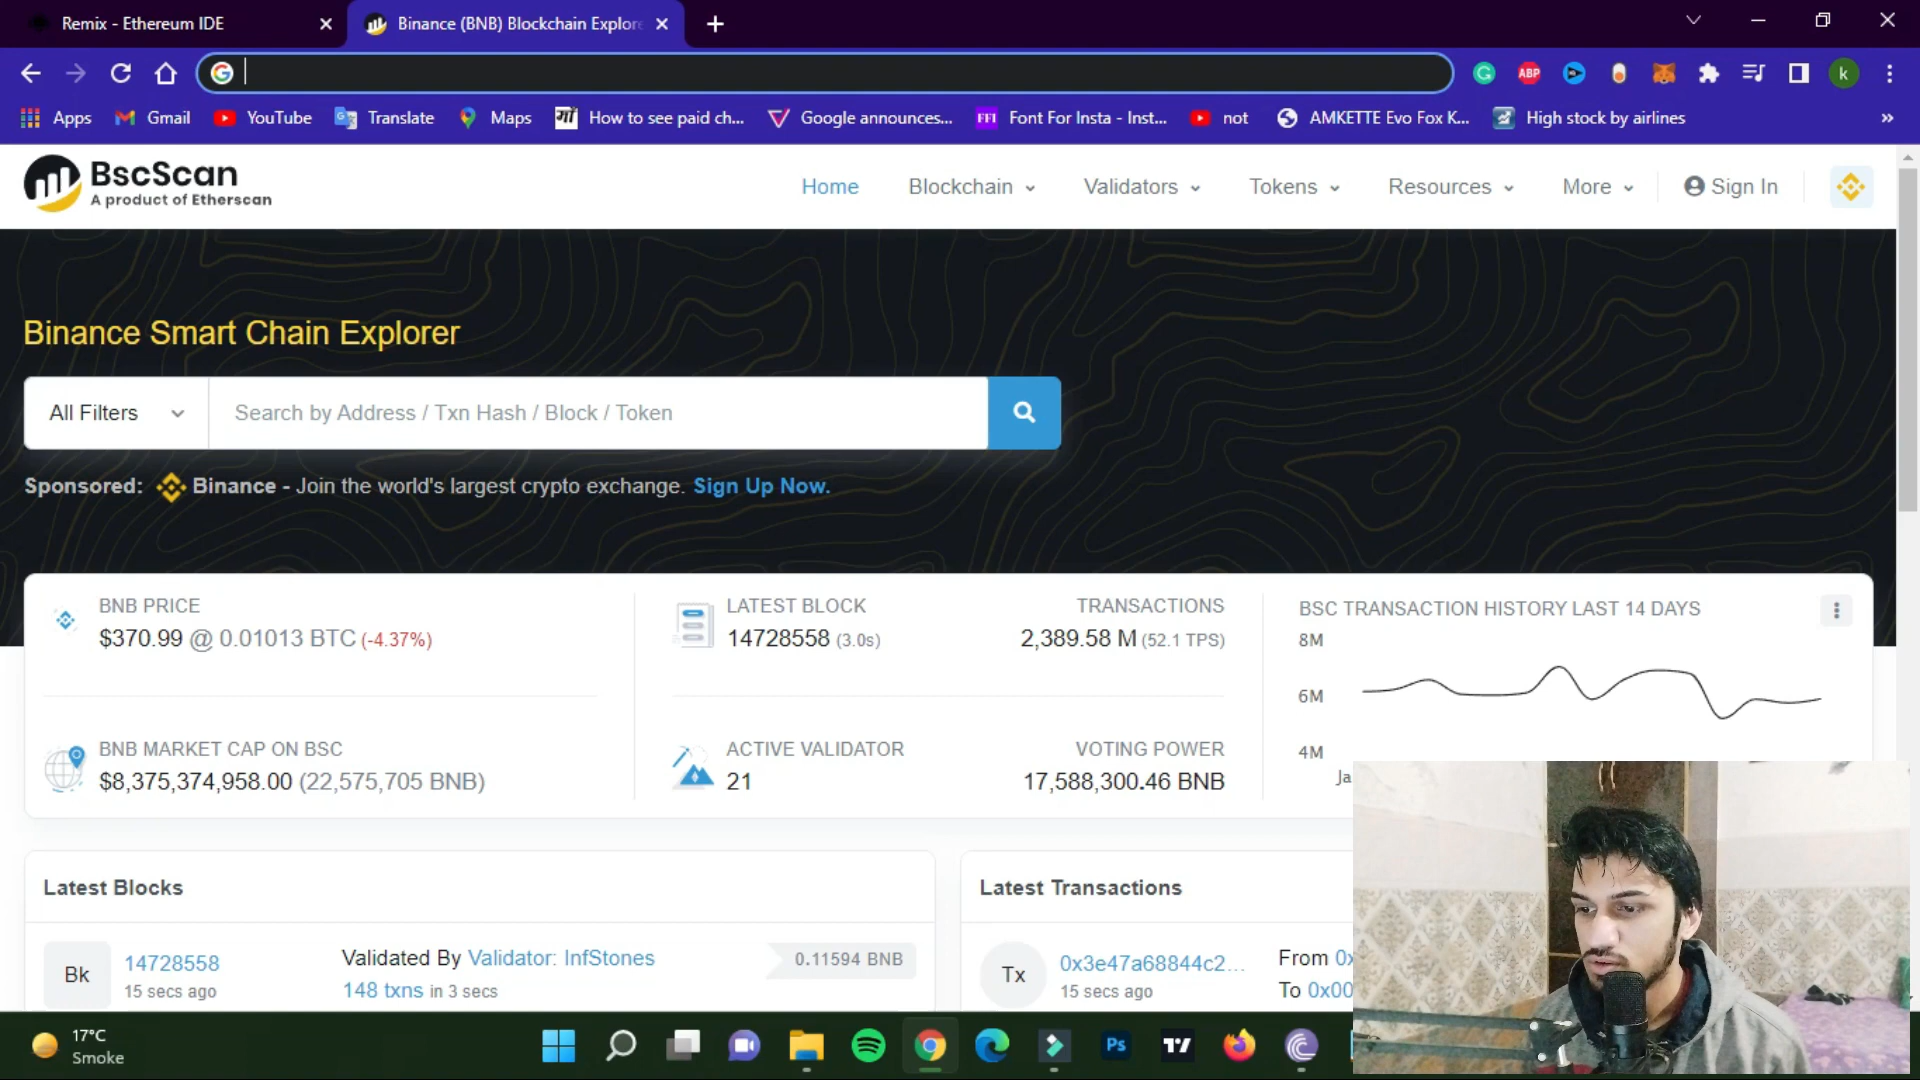 Remix - Ethereum IDE
Binance (BNB) Blockchain Explore
ABP
k
Apps
Gmail
YouTube
Translate
Maps
How to see paid ch...
Google announces...
FFI
Font For Insta - Inst...
not
AMKETTE Evo Fox K...
High stock by airlines
BscScan
A product of Etherscan
Home
Blockchain
Validators
Tokens
Resources
More
Sign In
Binance Smart Chain Explorer
All Filters
Search by Address / Txn Hash / Block / Token
Sponsored: Binance - Join the world's largest crypto exchange. Sign Up Now.
BNB PRICE
$370.99 @ 0.01013 BTC (-4.37%)
BNB MARKET CAP ON BSC
$8,375,374,958.00 (22,575,705 BNB)
LATEST BLOCK
14728558 (3.0s)
TRANSACTIONS
2,389.58 M (52.1 TPS)
ACTIVE VALIDATOR
21
VOTING POWER
17,588,300.46 BNB
BSC TRANSACTION HISTORY LAST 14 DAYS
8M
6M
4M
Ja
Latest Blocks
Bk
14728558
15 secs ago
Validated By Validator: InfStones
148 txns in 3 secs
0.11594 BNB
Latest Transactions
Tx
0x3e47a68844c2...
15 secs ago
From 0x
To 0x00
17°C
Smoke
Ps